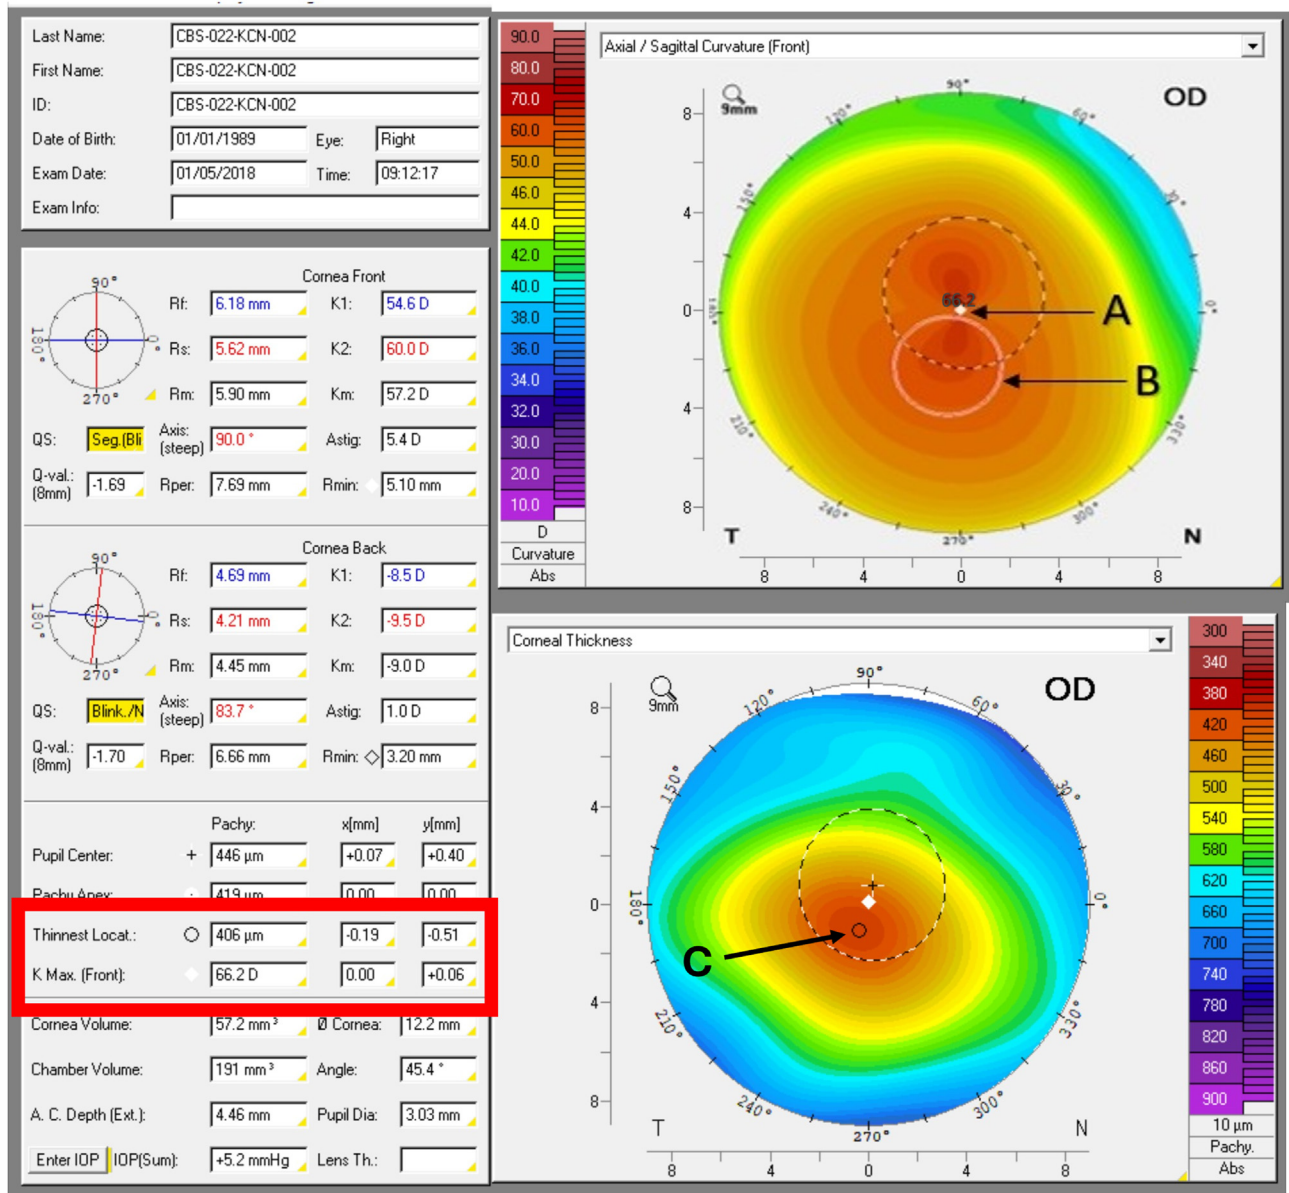 Last Name: CBS-022-KCN-002
First Name: CBS-022-KCN-002
ID: CBS-022-KCN-002
Date of Birth: 01/01/1989 Eye: Right
Exam Date: 01/05/2018 Time: 09:12:17
Exam Info:
Cornea Front
90°
180°
0°
270°
Rf: 6.18 mm K1: 54.6 D
Rs: 5.62 mm K2: 60.0 D
Rm: 5.90 mm Km: 57.2 D
QS: Seg.(Bli Axis: (steep) 90.0 ° Astig: 5.4 D
Q-val.: (8mm) -1.69 Rper: 7.69 mm Rmin: 5.10 mm
Cornea Back
90°
180°
0°
270°
Rf: 4.69 mm K1: -8.5 D
Rs: 4.21 mm K2: -9.5 D
Rm: 4.45 mm Km: -9.0 D
QS: Blink./N Axis: (steep) 83.7 ° Astig: 1.0 D
Q-val.: (8mm) -1.70 Rper: 6.66 mm Rmin: 3.20 mm
Pachy: x[mm] y[mm]
Pupil Center: + 446 µm +0.07 +0.40
Pachy Apex: 419 µm 0.00 0.00
Thinnest Locat.: 406 µm -0.19 -0.51
K Max. (Front): 66.2 D 0.00 +0.06
Cornea Volume: 57.2 mm³ Ø Cornea: 12.2 mm
Chamber Volume: 191 mm³ Angle: 45.4 °
A. C. Depth (Ext.): 4.46 mm Pupil Dia: 3.03 mm
Enter IOP IOP(Sum): +5.2 mmHg Lens Th.:
90.0
80.0
70.0
60.0
50.0
46.0
44.0
42.0
40.0
38.0
36.0
34.0
32.0
30.0
20.0
10.0
D
Curvature
Abs
Axial / Sagittal Curvature (Front)
9mm
OD
90°
120°
60°
150°
30°
180°
0°
210°
330°
240°
300°
270°
8
4
0
4
8
66.2
A
B
T
N
8 4 0 4 8
Corneal Thickness
9mm
OD
90°
120°
60°
150°
30°
180°
0°
210°
330°
240°
300°
270°
8
4
0
4
8
C
T
N
8 4 0 4 8
300
340
380
420
460
500
540
580
620
660
700
740
780
820
860
900
10 µm
Pachy.
Abs